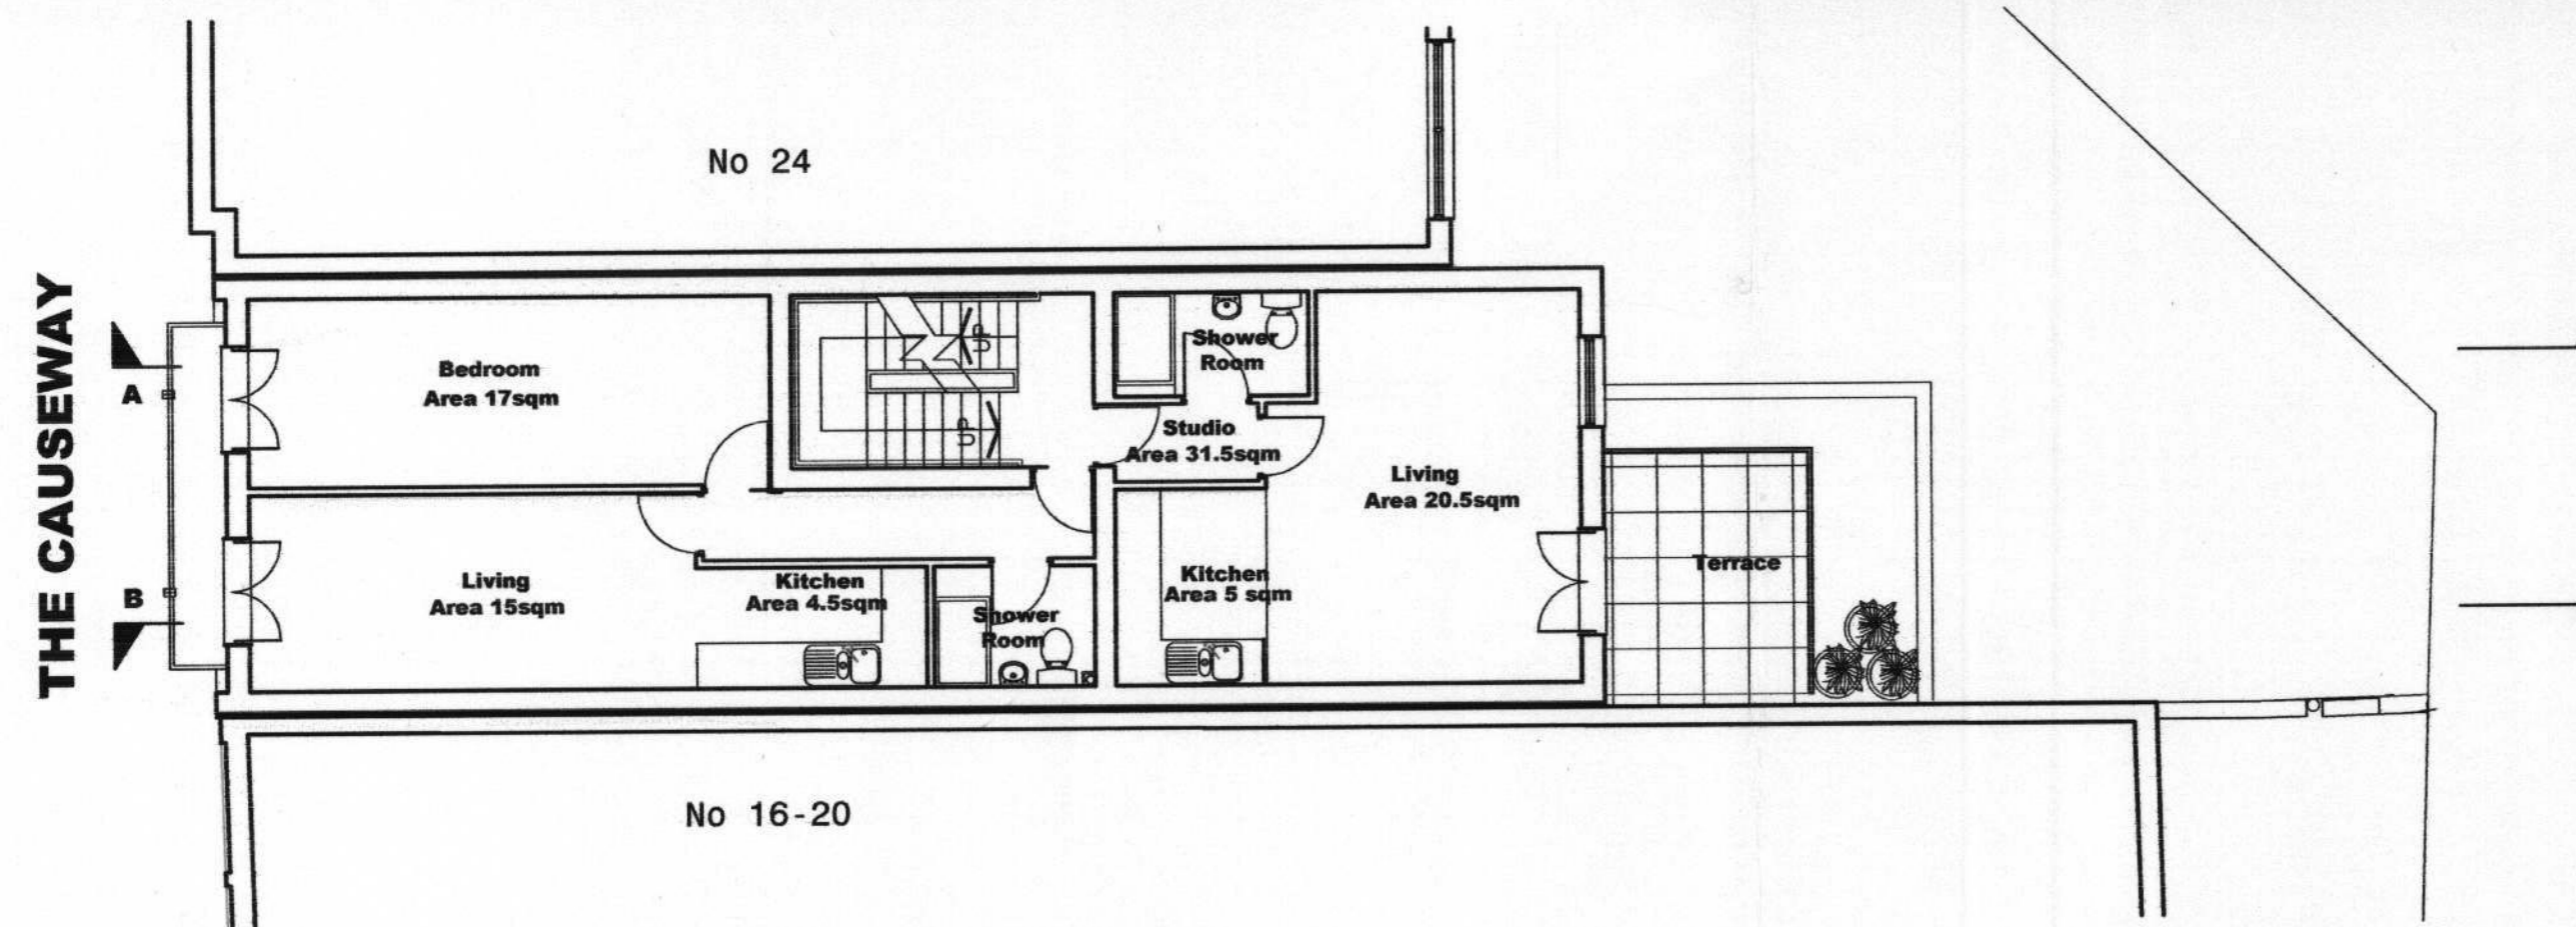 No 24
THE CAUSEWAY
A
B
Bedroom
Area 17sqm
UP
UP
Shower
Room
Studio
Area 31.5sqm
Living
Area 20.5sqm
Living
Area 15sqm
Kitchen
Area 4.5sqm
Shower
Room
Kitchen
Area 5 sqm
Terrace
No 16-20